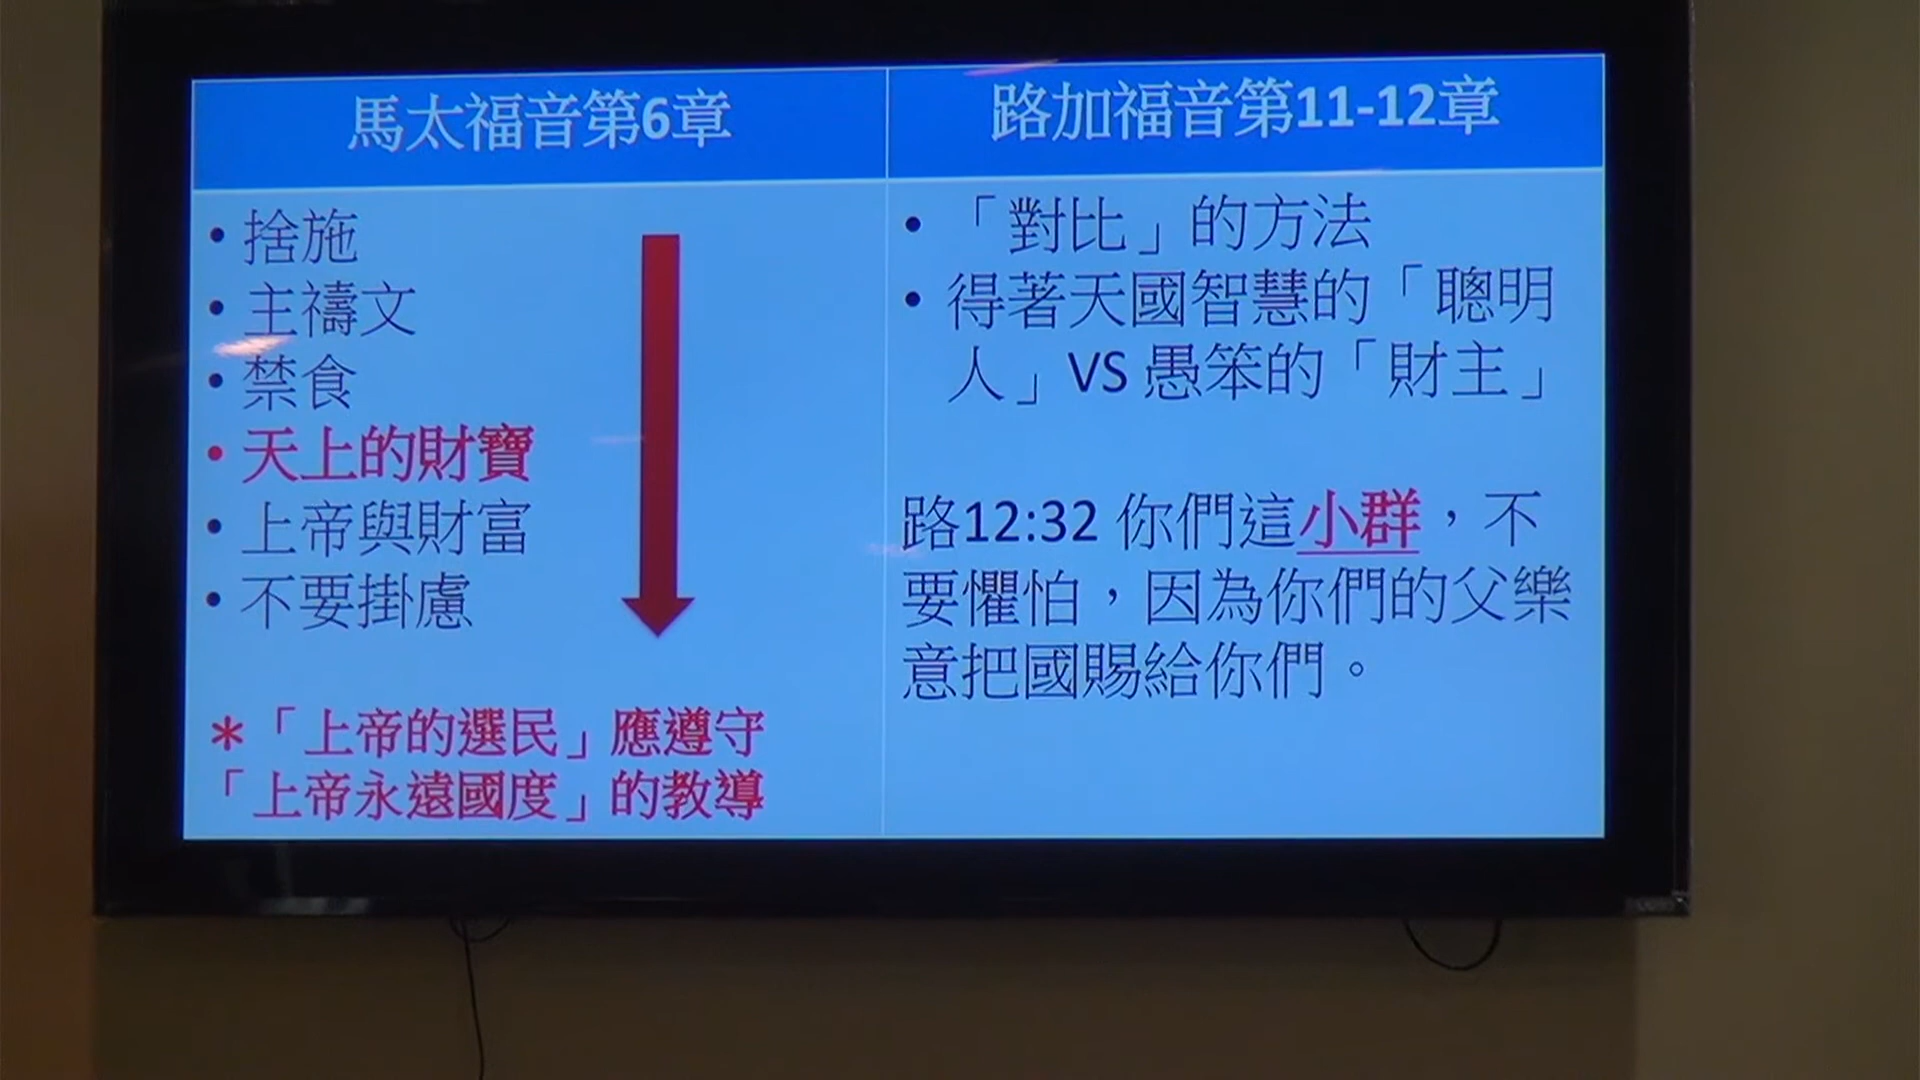 馬太福音第6章
• 捨施
• 主禱文
• 禁食
• 天上的財寶
• 上帝與財富
• 不要掛慮
＊「上帝的選民」應遵守
「上帝永遠國度」的教導
路加福音第11-12章
• 「對比」的方法
• 得著天國智慧的「聰明
人」VS 愚笨的「財主」
路12:32 你們這小群，不
要懼怕，因為你們的父樂
意把國賜給你們。